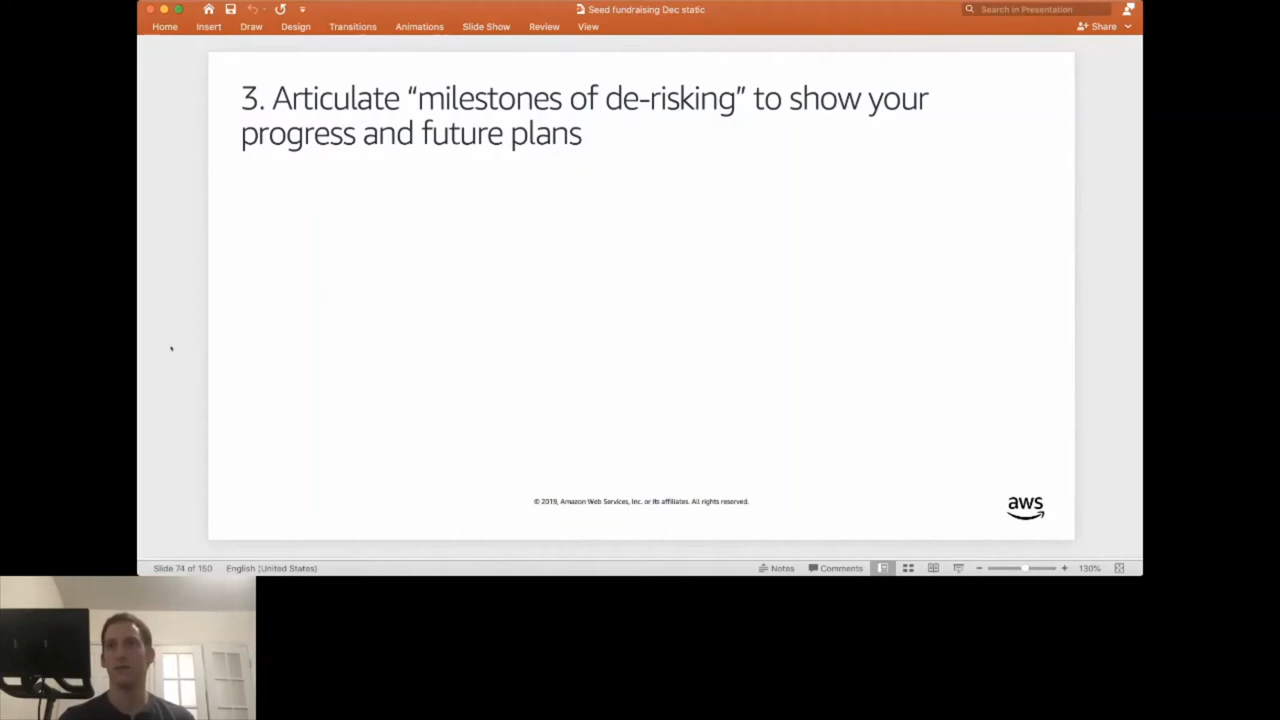 Seed fundraising Dec static
Search in Presentation
Home Insert Draw Design Transitions Animations Slide Show Review View Share
3. Articulate “milestones of de-risking” to show your
progress and future plans
© 2019, Amazon Web Services, Inc. or its affiliates. All rights reserved.
aws
Slide 74 of 150 English (United States) Notes Comments 130%